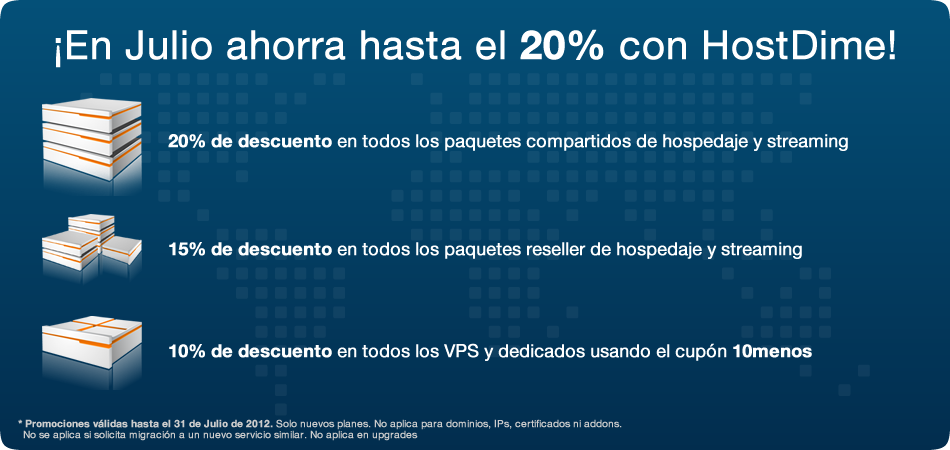 ¡En Julio ahorra hasta el 20% con HostDime!
20% de descuento en todos los paquetes compartidos de hospedaje y streaming
15% de descuento en todos los paquetes reseller de hospedaje y streaming
10% de descuento en todos los VPS y dedicados usando el cupón 10menos
* Promociones válidas hasta el 31 de Julio de 2012. Solo nuevos planes. No aplica para dominios, IPs, certificados ni addons.
No se aplica si solicita migración a un nuevo servicio similar. No aplica en upgrades